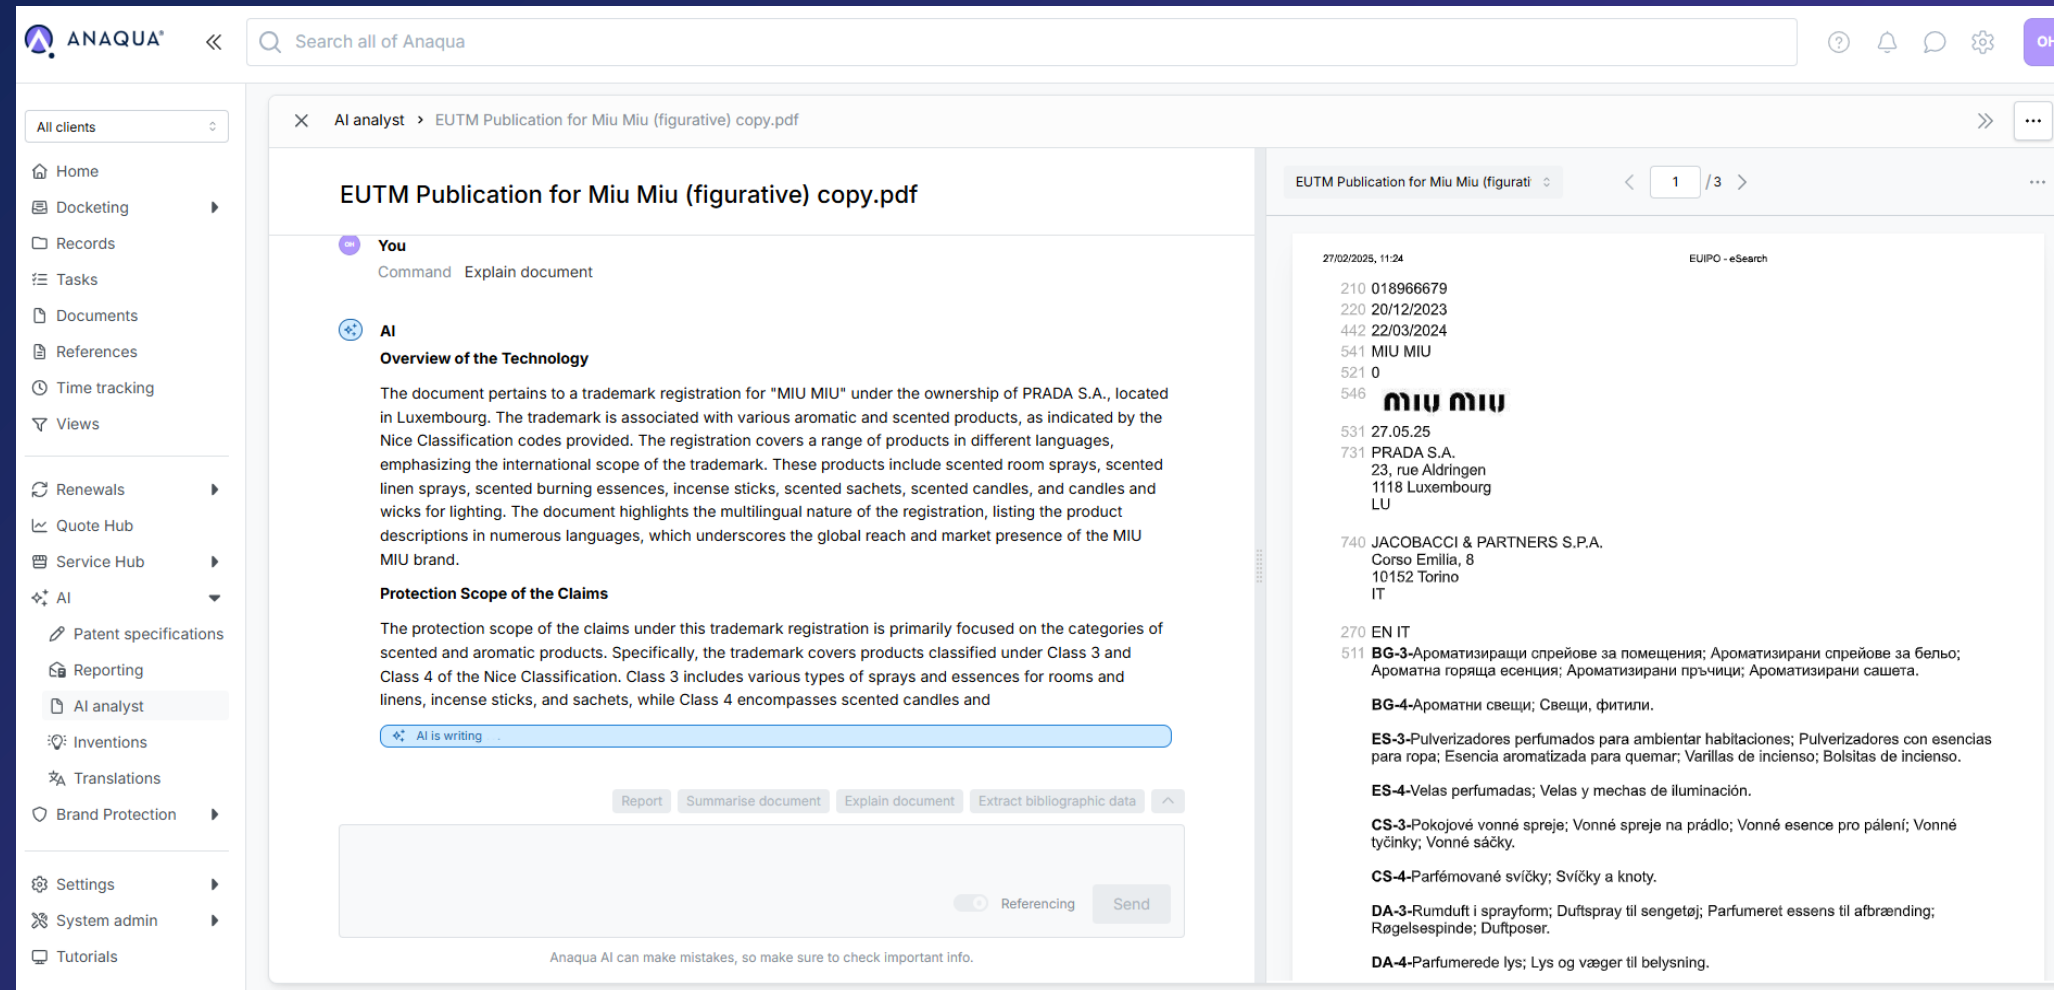 ANAQUA®
Search all of Anaqua
OH
All clients
Home
Docketing
Records
Tasks
Documents
References
Time tracking
Views
Renewals
Quote Hub
Service Hub
AI
Patent specifications
Reporting
AI analyst
Inventions
Translations
Brand Protection
Settings
System admin
Tutorials
AI analyst > EUTM Publication for Miu Miu (figurative) copy.pdf
EUTM Publication for Miu Miu (figurative) copy.pdf
OH You
Command Explain document
AI
Overview of the Technology
The document pertains to a trademark registration for "MIU MIU" under the ownership of PRADA S.A., located
in Luxembourg. The trademark is associated with various aromatic and scented products, as indicated by the
Nice Classification codes provided. The registration covers a range of products in different languages,
emphasizing the international scope of the trademark. These products include scented room sprays, scented
linen sprays, scented burning essences, incense sticks, scented sachets, scented candles, and candles and
wicks for lighting. The document highlights the multilingual nature of the registration, listing the product
descriptions in numerous languages, which underscores the global reach and market presence of the MIU
MIU brand.
Protection Scope of the Claims
The protection scope of the claims under this trademark registration is primarily focused on the categories of
scented and aromatic products. Specifically, the trademark covers products classified under Class 3 and
Class 4 of the Nice Classification. Class 3 includes various types of sprays and essences for rooms and
linens, incense sticks, and sachets, while Class 4 encompasses scented candles and
AI is writing .
Report Summarise document Explain document Extract bibliographic data
Referencing Send
Anaqua AI can make mistakes, so make sure to check important info.
EUTM Publication for Miu Miu (figurati
1 /3
27/02/2025, 11:24 EUIPO - eSearch
210 018966679
220 20/12/2023
442 22/03/2024
541 MIU MIU
521 0
546 miu miu
531 27.05.25
731 PRADA S.A.
23, rue Aldringen
1118 Luxembourg
LU
740 JACOBACCI & PARTNERS S.P.A.
Corso Emilia, 8
10152 Torino
IT
270 EN IT
511 BG-3-Ароматизиращи спрейове за помещения; Ароматизирани спрейове за бельо;
Ароматна горяща есенция; Ароматизирани пръчици; Ароматизирани сашета.
BG-4-Ароматни свещи; Свещи, фитили.
ES-3-Pulverizadores perfumados para ambientar habitaciones; Pulverizadores con esencias
para ropa; Esencia aromatizada para quemar; Varillas de incienso; Bolsitas de incienso.
ES-4-Velas perfumadas; Velas y mechas de iluminación.
CS-3-Pokojové vonné spreje; Vonné spreje na prádlo; Vonné esence pro pálení; Vonné
tyčinky; Vonné sáčky.
CS-4-Parfémované svíčky; Svíčky a knoty.
DA-3-Rumduft i sprayform; Duftspray til sengetøj; Parfumeret essens til afbrænding;
Røgelsespinde; Duftposer.
DA-4-Parfumerede lys; Lys og væger til belysning.